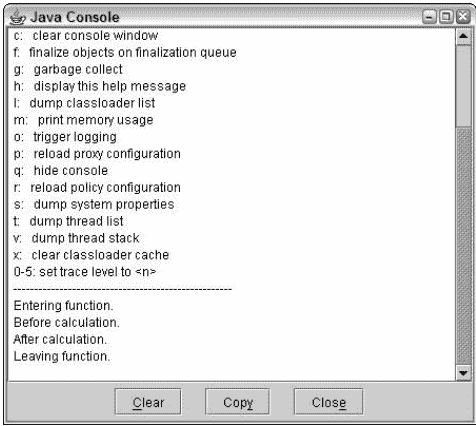 Java Console
c: clear console window
f: finalize objects on finalization queue
g: garbage collect
h: display this help message
l: dump classloader list
m: print memory usage
o: trigger logging
p: reload proxy configuration
q: hide console
r: reload policy configuration
s: dump system properties
t: dump thread list
v: dump thread stack
x: clear classloader cache
0-5: set trace level to <n>
----------------------------------------------------
Entering function.
Before calculation.
After calculation.
Leaving function.
Clear Copy Close